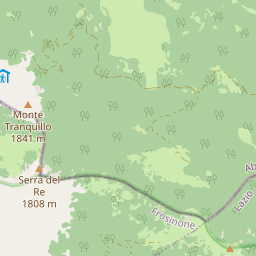 Monte
Tranquillo
1841 m
Serra del
Re
1808 m
Frosinone
Lazio
Ab